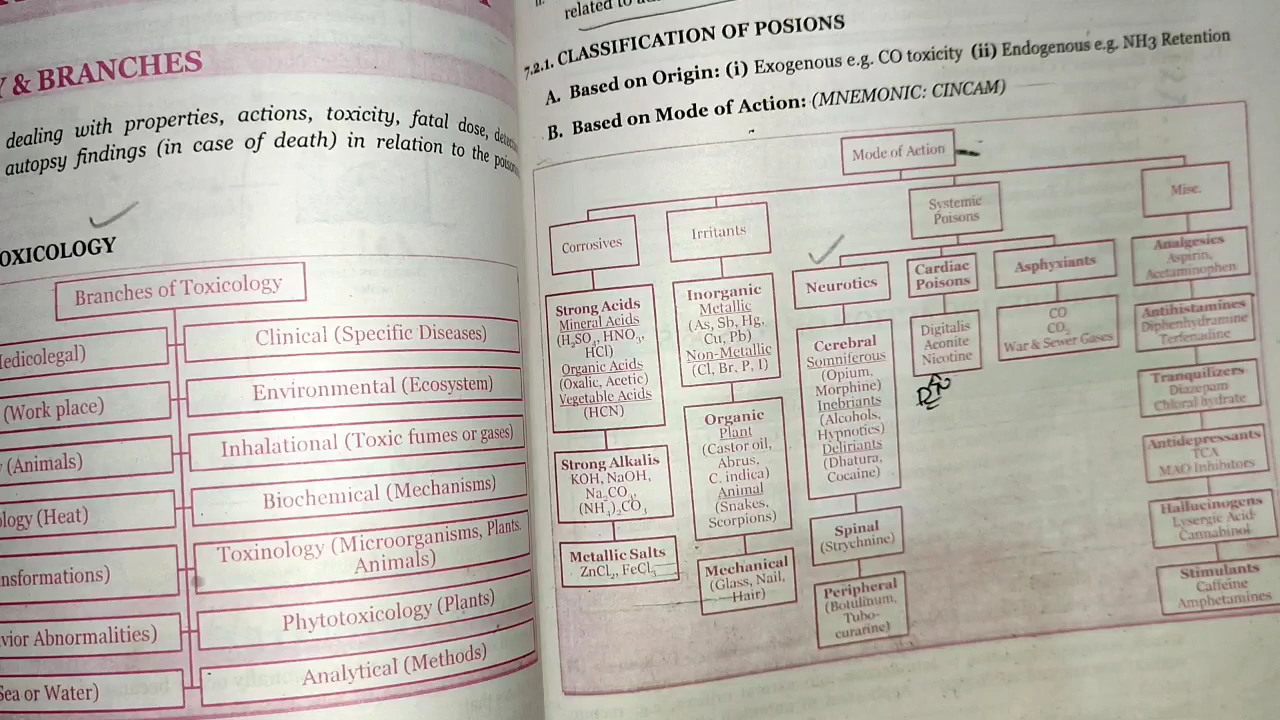 Y & BRANCHES
dealing with properties, actions, toxicity, fatal dose,
autopsy findings (in case of death) in relation to the
OXICOLOGY
Branches of Toxicology
edicolegal)
(Work place)
(Animals)
logy (Heat)
nsformations)
vior Abnormalities)
Sea or Water)
Clinical (Specific Diseases)
Environmental (Ecosystem)
Inhalational (Toxic fumes or gases)
Biochemical (Mechanisms)
Toxinology (Microorganisms, Plants.
Animals)
Phytotoxicology (Plants)
Analytical (Methods)
related to
7.2.1. CLASSIFICATION OF POSIONS
A. Based on Origin: (i) Exogenous e.g. CO toxicity (ii) Endogenous e.g. NH3 Retention
B. Based on Mode of Action: (MNEMONIC: CINCAM)
Mode of Action
Corrosives
Strong Acids
Mineral Acids
(H₂SO₄, HNO₃,
HCl)
Organic Acids
(Oxalic, Acetic)
Vegetable Acids
(HCN)
Strong Alkalis
KOH, NaOH,
Na₂CO₃,
(NH₄)₂CO₃
Metallic Salts
ZnCl₂, FeCl₃
Irritants
Inorganic
Metallic
(As, Sb, Hg,
Cu, Pb)
Non-Metallic
(Cl, Br, P, I)
Organic
Plant
(Castor oil,
Abrus,
C. indica)
Animal
(Snakes,
Scorpions)
Mechanical
(Glass, Nail,
Hair)
Systemic
Poisons
Neurotics
Cerebral
Somniferous
(Opium,
Morphine)
Inebriants
(Alcohols,
Hypnotics)
Deliriants
(Dhatura,
Cocaine)
Spinal
(Strychnine)
Peripheral
(Botulinum,
Tubo-
curarine)
Cardiac
Poisons
Digitalis
Aconite
Nicotine
Asphyxiants
CO
CO₂
War & Sewer Gases
Misc.
Analgesics
Aspirin,
Acetaminophen
Antihistamines
Diphenhydramine
Terfenadine
Tranquilizers
Diazepam
Chloral hydrate
Antidepressants
TCA
MAO Inhibitors
Hallucinogens
Lysergic Acid
Cannabinol
Stimulants
Caffeine
Amphetamines